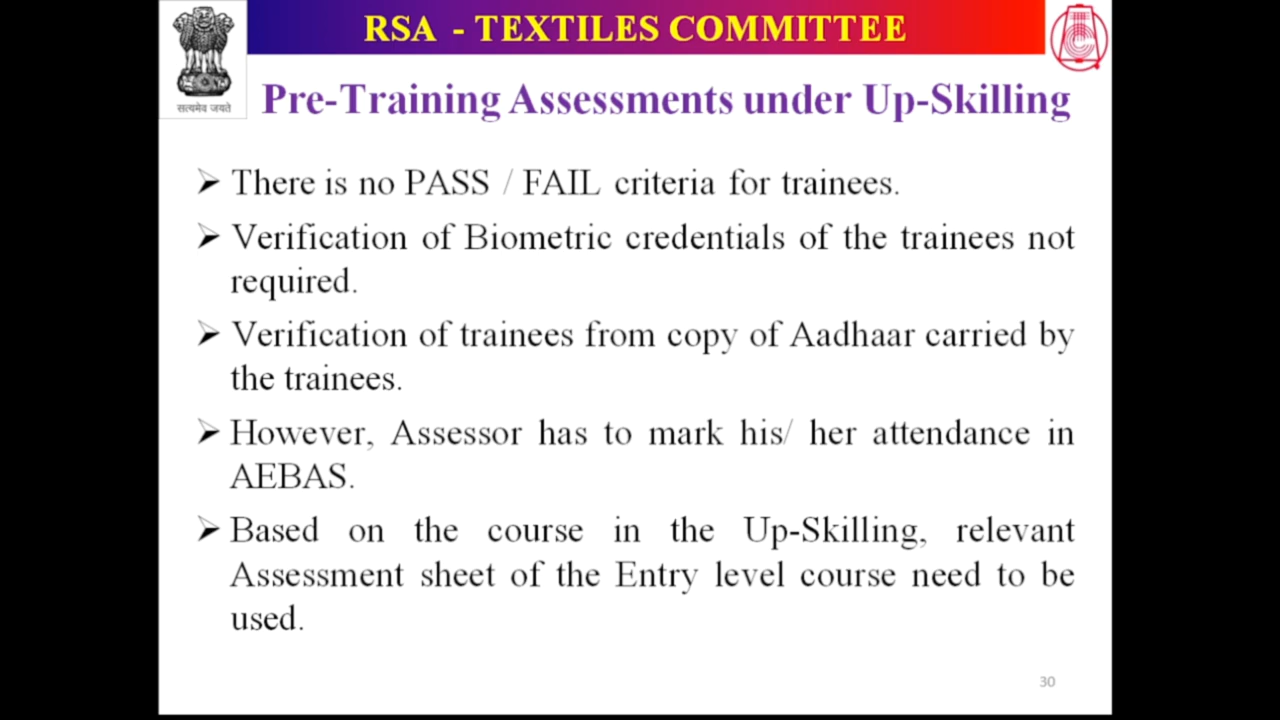 RSA - TEXTILES COMMITTEE
सत्यमेव जयते
Pre-Training Assessments under Up-Skilling
There is no PASS / FAIL criteria for trainees.
Verification of Biometric credentials of the trainees not
required.
Verification of trainees from copy of Aadhaar carried by
the trainees.
However, Assessor has to mark his/ her attendance in
AEBAS.
Based on the course in the Up-Skilling, relevant
Assessment sheet of the Entry level course need to be
used.
30